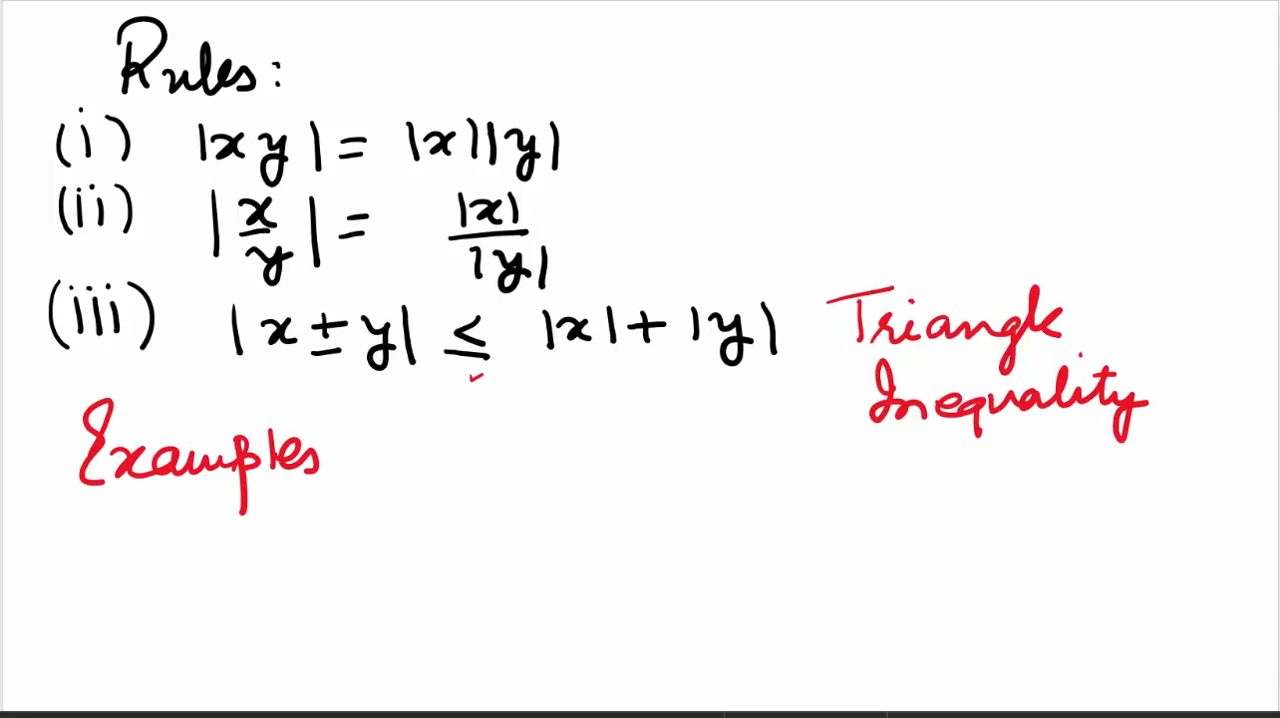 Rules:
(i) |xy| = |x||y|
(ii) |x/y| = |x|/|y|
(iii) |x ± y| ≤ |x| + |y| Triangle
Inequality
Examples